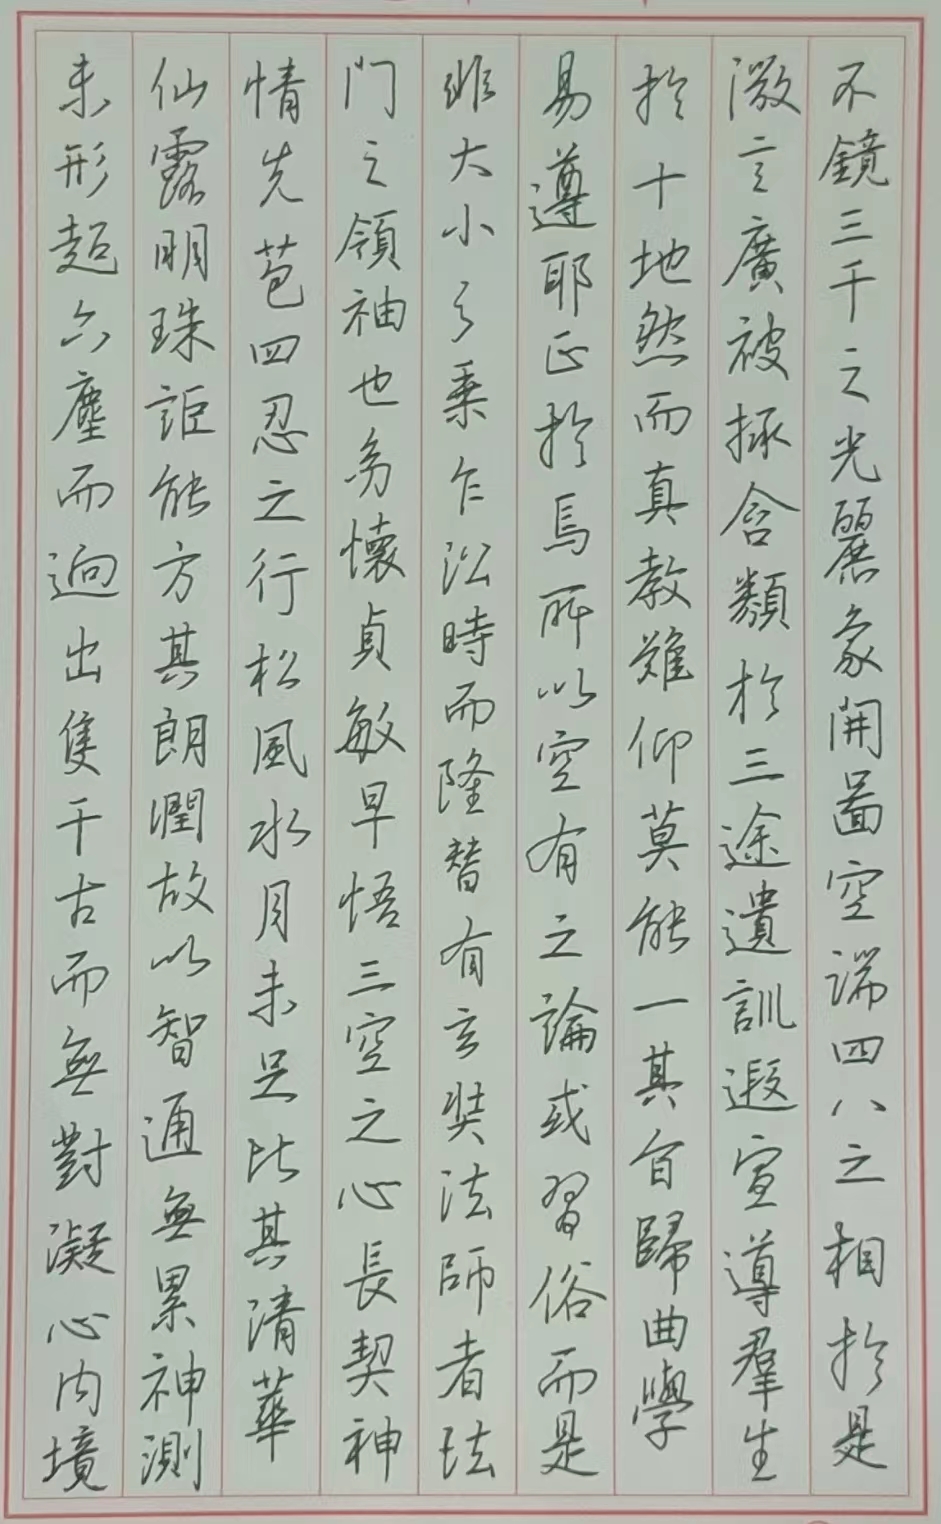 不鏡三千之光麗象開圖空端四八之相扵是
微言廣被拯含類扵三途遺訓遐宣導羣生
扵十地然而真教難仰莫能一其旨歸曲學
易遵耶正扵焉所以空有之論或習俗而是
非大小之乗乍沿時而隆替有玄奘法師者法
門之領袖也幼懷貞敏早悟三空之心長契神
情先苞四忍之行松風水月未足比其清華
仙露明珠詎能方其朗潤故以智通無累神測
未形超六塵而迥出隻千古而無對凝心内境